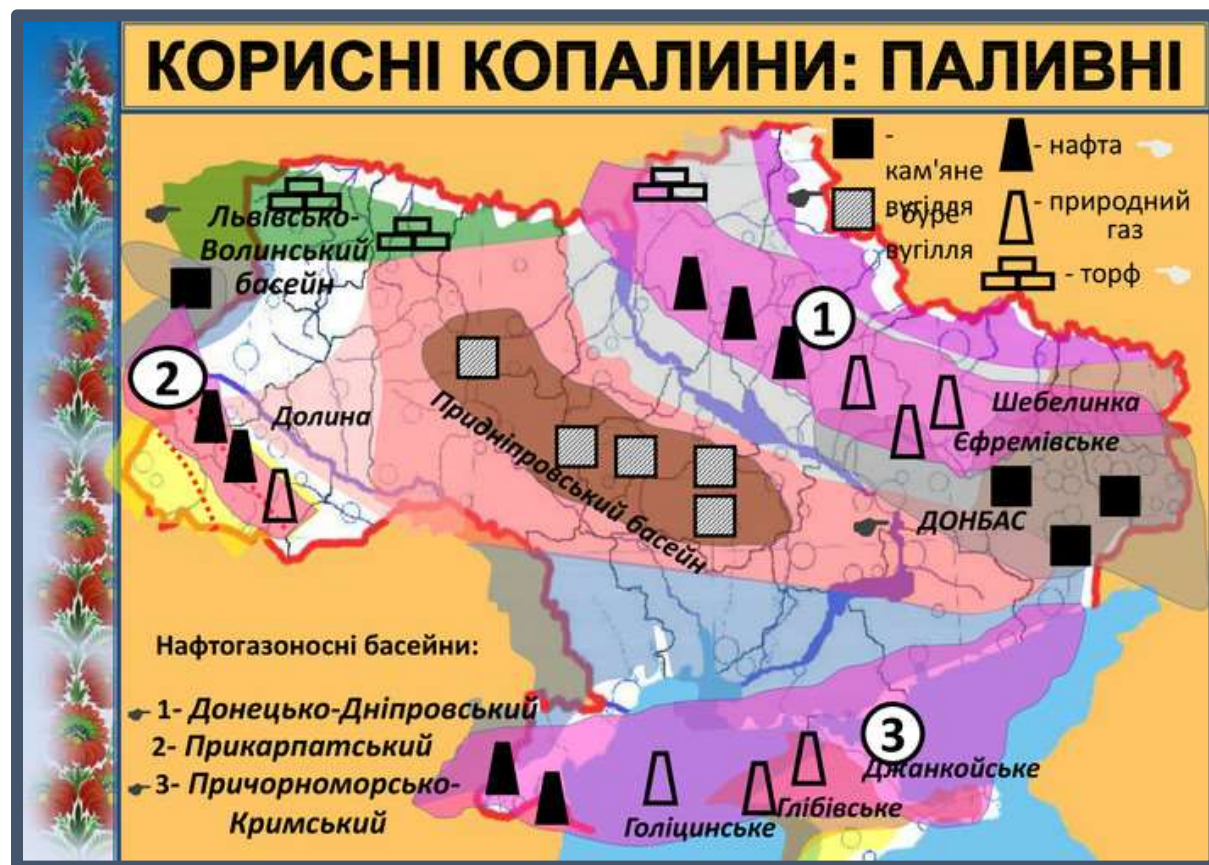 КОРИСНІ КОПАЛИНИ: ПАЛИВНІ
- кам'яне вугілля
- буре вугілля
- нафта
- природний газ
- торф
Львівсько-
Волинський
басейн
1
2
Долина
Придніпровський басейн
Шебелинка
Єфремівське
ДОНБАС
Нафтогазоносні басейни:
1- Донецько-Дніпровський
2- Прикарпатський
3- Причорноморсько-
Кримський
3
Джанкойське
Глібівське
Голіцинське